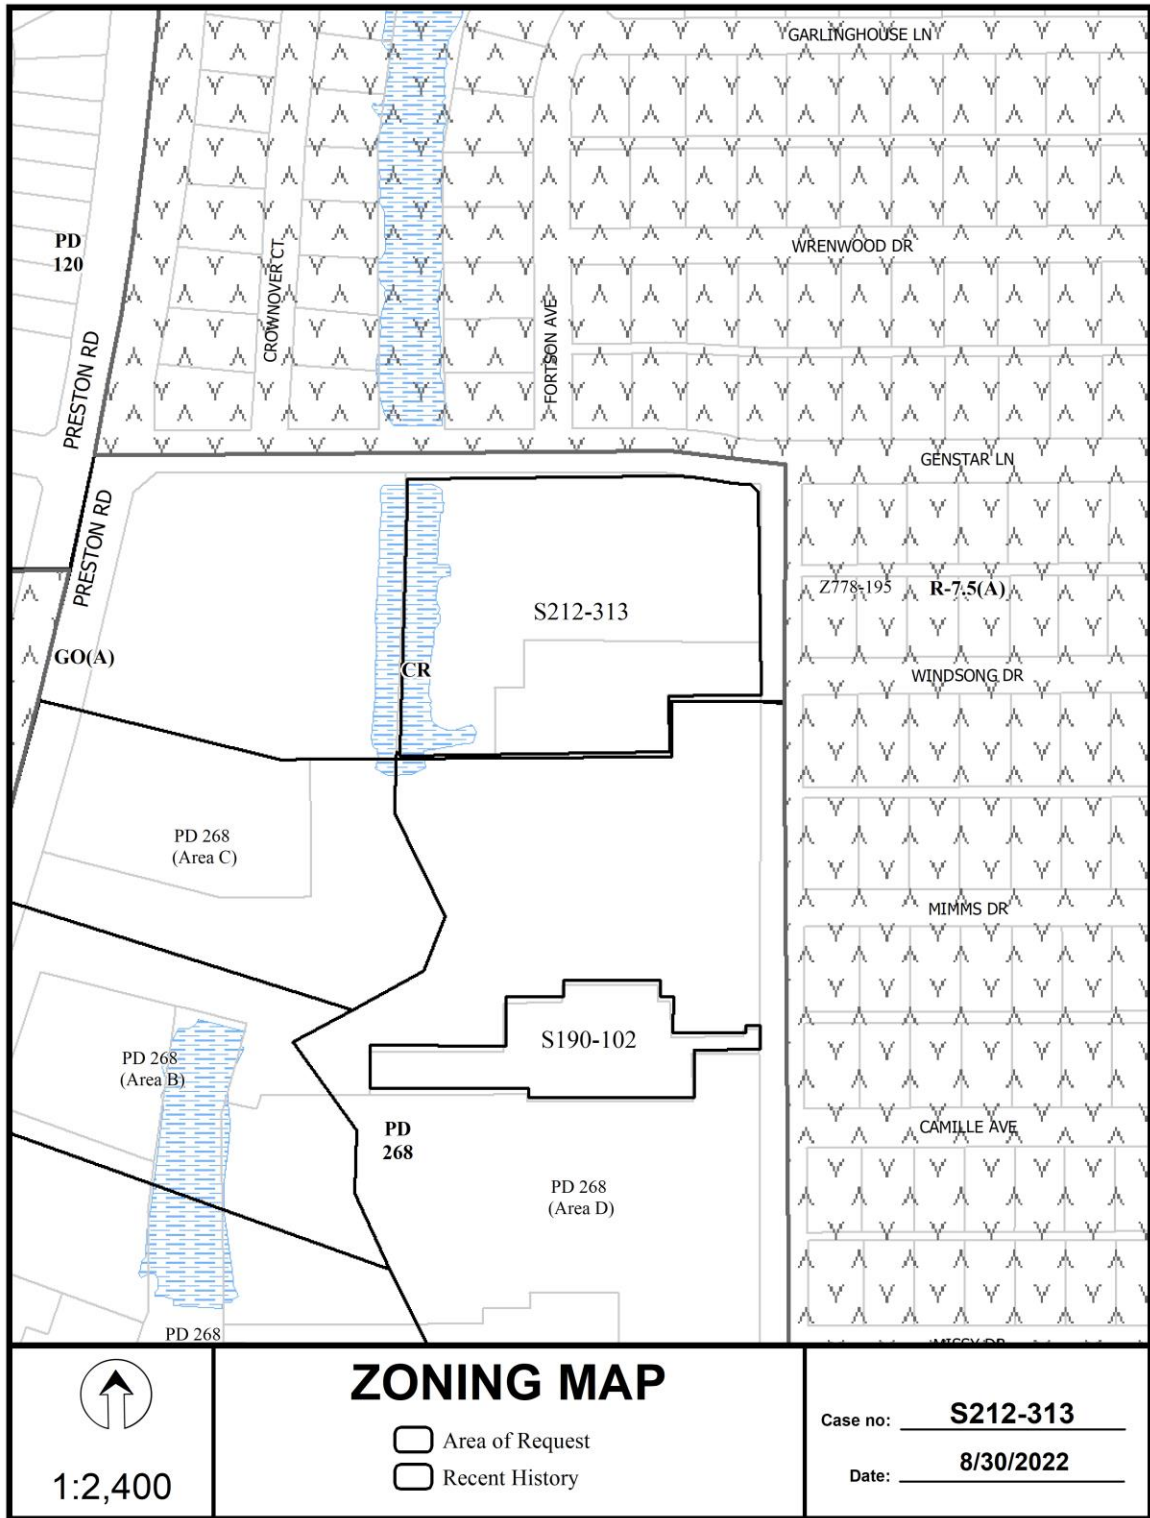 GARLINGHOUSE LN
WRENWOOD DR
PD
120
CROWNOVER CT
FORTSON AVE
PRESTON RD
GENSTAR LN
PRESTON RD
Z778-195
R-7.5(A)
S212-313
GO(A)
CR
WINDSONG DR
PD 268
(Area C)
MIMMS DR
S190-102
PD 268
(Area B)
PD
268
CAMILLE AVE
PD 268
(Area D)
PD 268
MISSY DR
ZONING MAP
Area of Request
Recent History
1:2,400
Case no: S212-313
Date: 8/30/2022